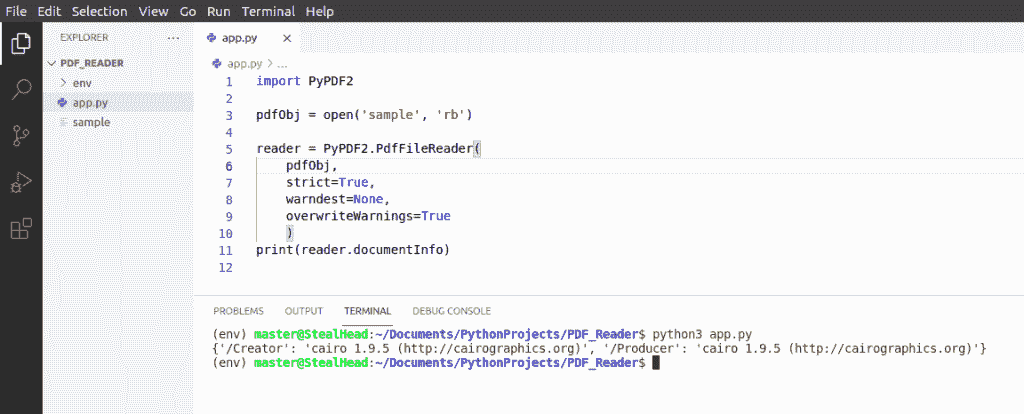 File Edit Selection View Go Run Terminal Help
EXPLORER ···
PDF_READER
env
app.py
sample
app.py ×
app.py > ...
1 import PyPDF2
2
3 pdfObj = open('sample', 'rb')
4
5 reader = PyPDF2.PdfFileReader(
6 pdfObj,
7 strict=True,
8 warndest=None,
9 overwriteWarnings=True
10 )
11 print(reader.documentInfo)
12
PROBLEMS OUTPUT TERMINAL DEBUG CONSOLE
(env) master@StealHead:~/Documents/PythonProjects/PDF_Reader$ python3 app.py
{'/Creator': 'cairo 1.9.5 (http://cairographics.org)', '/Producer': 'cairo 1.9.5 (http://cairographics.org)'}
(env) master@StealHead:~/Documents/PythonProjects/PDF_Reader$